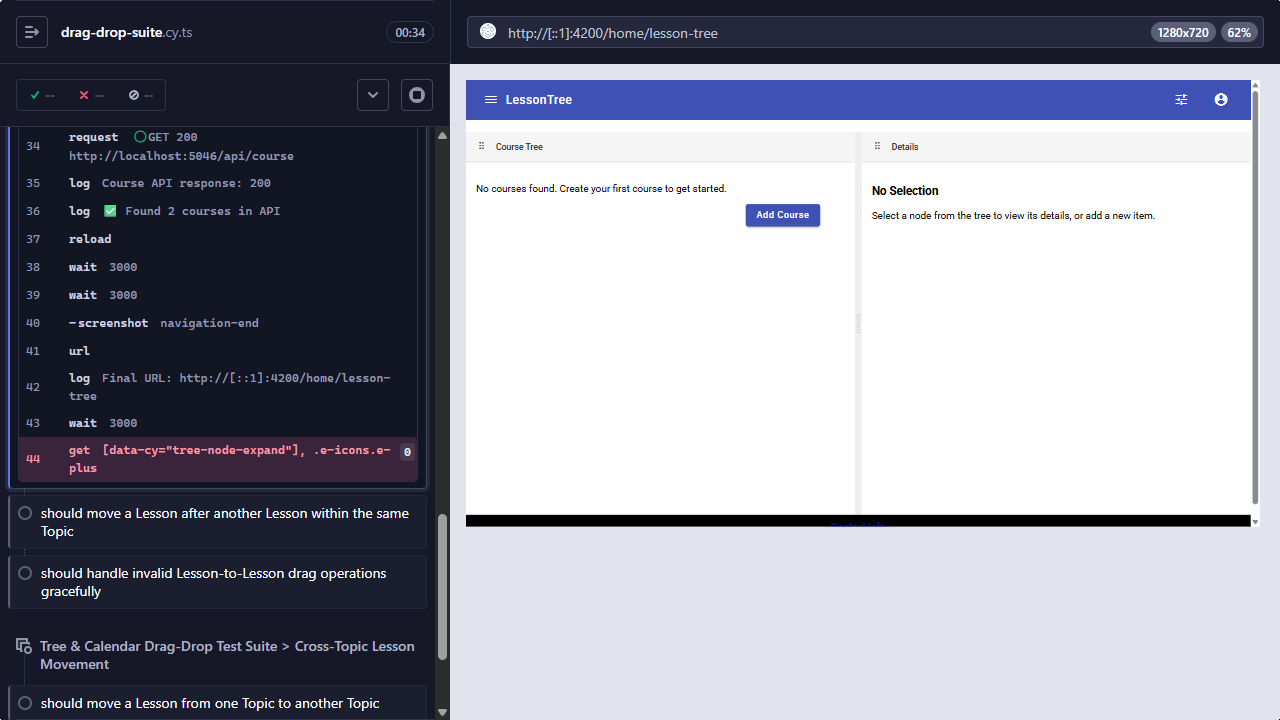 drag-drop-suite.cy.ts
00:34
--
--
--
34 request GET 200
http://localhost:5046/api/course
35 log Course API response: 200
36 log ✅ Found 2 courses in API
37 reload
38 wait 3000
39 wait 3000
40 -screenshot navigation-end
41 url
42 log Final URL: http://[::1]:4200/home/lesson-
tree
43 wait 3000
44 get [data-cy="tree-node-expand"], .e-icons.e- 0
plus
should move a Lesson after another Lesson within the same
Topic
should handle invalid Lesson-to-Lesson drag operations
gracefully
Tree & Calendar Drag-Drop Test Suite > Cross-Topic Lesson
Movement
should move a Lesson from one Topic to another Topic
http://[::1]:4200/home/lesson-tree
1280x720
62%
LessonTree
Course Tree
No courses found. Create your first course to get started.
Add Course
Details
No Selection
Select a node from the tree to view its details, or add a new item.